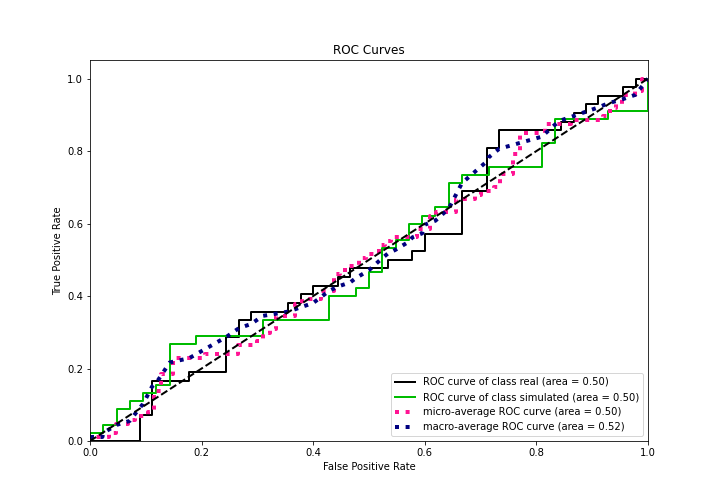 ROC Curves
True Positive Rate
1.0
0.8
0.6
0.4
0.2
0.0
ROC curve of class real (area = 0.50)
ROC curve of class simulated (area = 0.50)
micro-average ROC curve (area = 0.50)
macro-average ROC curve (area = 0.52)
0.0 0.2 0.4 0.6 0.8 1.0
False Positive Rate